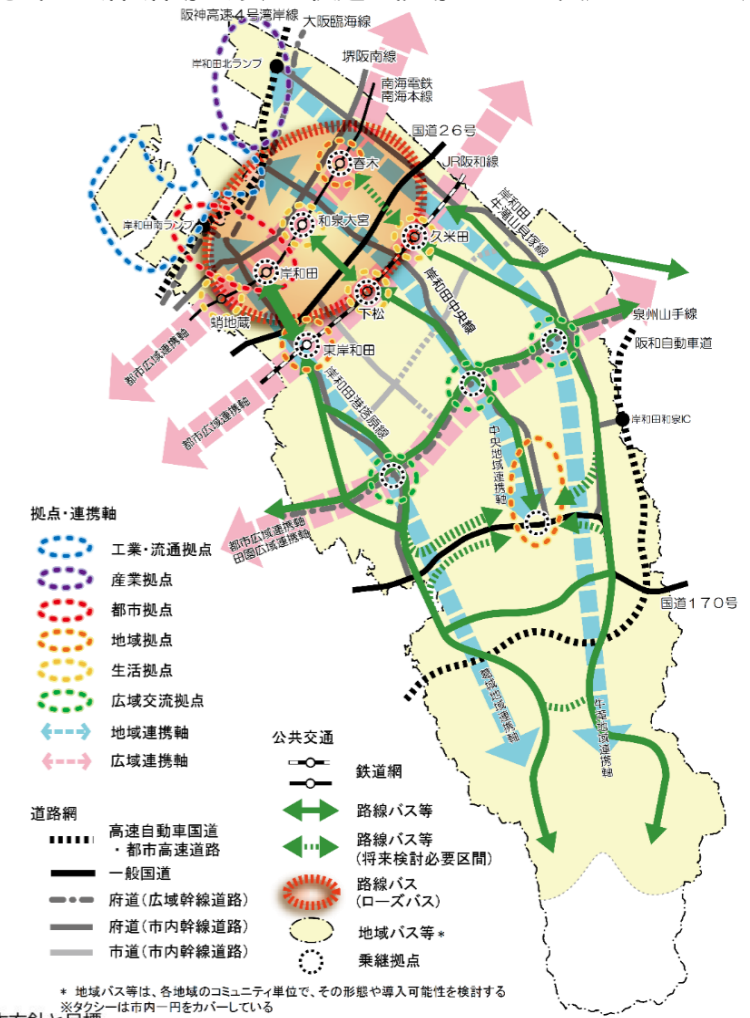 阪神高速4号湾岸線
大阪臨海線
岸和田北ランプ
堺阪南線
南海電鉄
南海本線
国道26号
JR阪和線
春木
岸和田
牛滝山貝塚線
和泉大宮
久米田
岸和田南ランプ
岸和田
岸和田中央線
下松
蛸地蔵
泉州山手線
東岸和田
阪和自動車道
都市広域連携軸
都市広域連携軸
岸和田港塔原線
岸和田和泉IC
中央地域連携軸
都市広域連携軸
田園広域連携軸
国道170号
葛城地域連携軸
牛滝地域連携軸
拠点・連携軸
工業・流通拠点
産業拠点
都市拠点
地域拠点
生活拠点
広域交流拠点
地域連携軸
広域連携軸
道路網
高速自動車国道
・都市高速道路
一般国道
府道(広域幹線道路)
府道(市内幹線道路)
市道(市内幹線道路)
公共交通
鉄道網
路線バス等
路線バス等
(将来検討必要区間)
路線バス
(ローズバス)
地域バス等*
乗継拠点
* 地域バス等は、各地域のコミュニティ単位で、その形態や導入可能性を検討する
※タクシーは市内一円をカバーしている